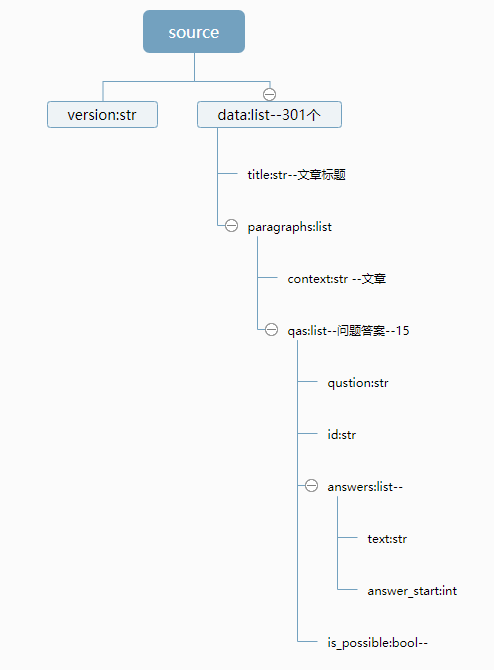 source
version:str
data:list--301个
title:str--文章标题
paragraphs:list
context:str --文章
qas:list--问题答案--15
qustion:str
id:str
answers:list--
text:str
answer_start:int
is_possible:bool--